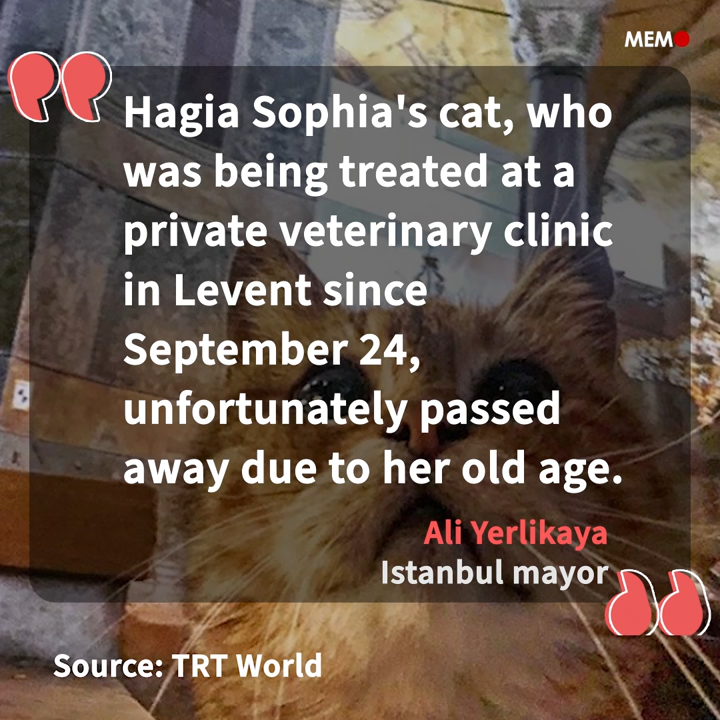 MEMO
Hagia Sophia's cat, who
was being treated at a
private veterinary clinic
in Levent since
September 24,
unfortunately passed
away due to her old age.
Ali Yerlikaya
Istanbul mayor
Source: TRT World